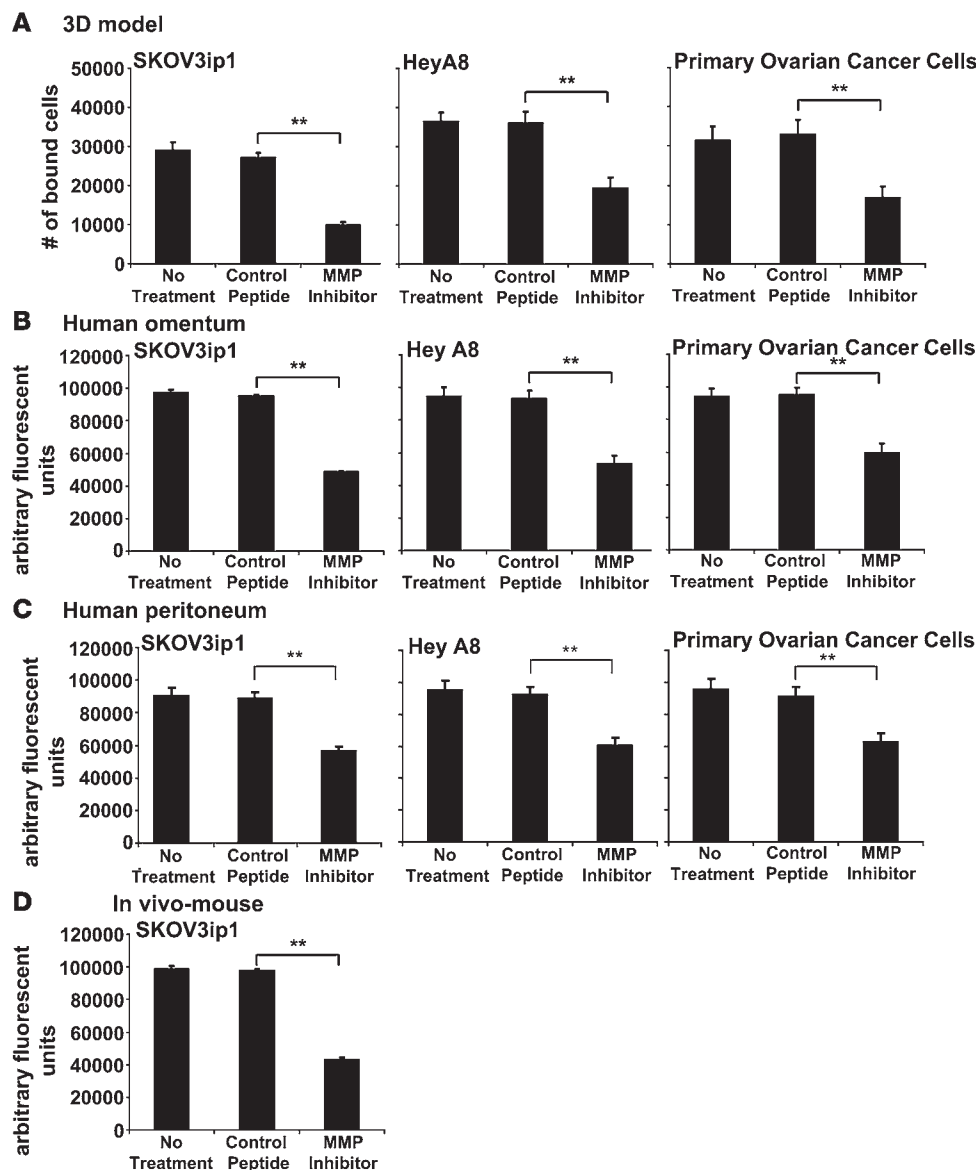 A 3D model
SKOV3ip1
HeyA8
Primary Ovarian Cancer Cells
# of bound cells
50000
40000
30000
20000
10000
0
**
**
**
No Treatment
Control Peptide
MMP Inhibitor
No Treatment
Control Peptide
MMP Inhibitor
No Treatment
Control Peptide
MMP Inhibitor
B Human omentum
SKOV3ip1
Hey A8
Primary Ovarian Cancer Cells
arbitrary fluorescent
units
120000
100000
80000
60000
40000
20000
0
**
**
**
No Treatment
Control Peptide
MMP Inhibitor
No Treatment
Control Peptide
MMP Inhibitor
No Treatment
Control Peptide
MMP Inhibitor
C Human peritoneum
SKOV3ip1
Hey A8
Primary Ovarian Cancer Cells
arbitrary fluorescent
units
120000
100000
80000
60000
40000
20000
0
**
**
**
No Treatment
Control Peptide
MMP Inhibitor
No Treatment
Control Peptide
MMP Inhibitor
No Treatment
Control Peptide
MMP Inhibitor
D In vivo-mouse
SKOV3ip1
arbitrary fluorescent
units
120000
100000
80000
60000
40000
20000
0
**
No Treatment
Control Peptide
MMP Inhibitor